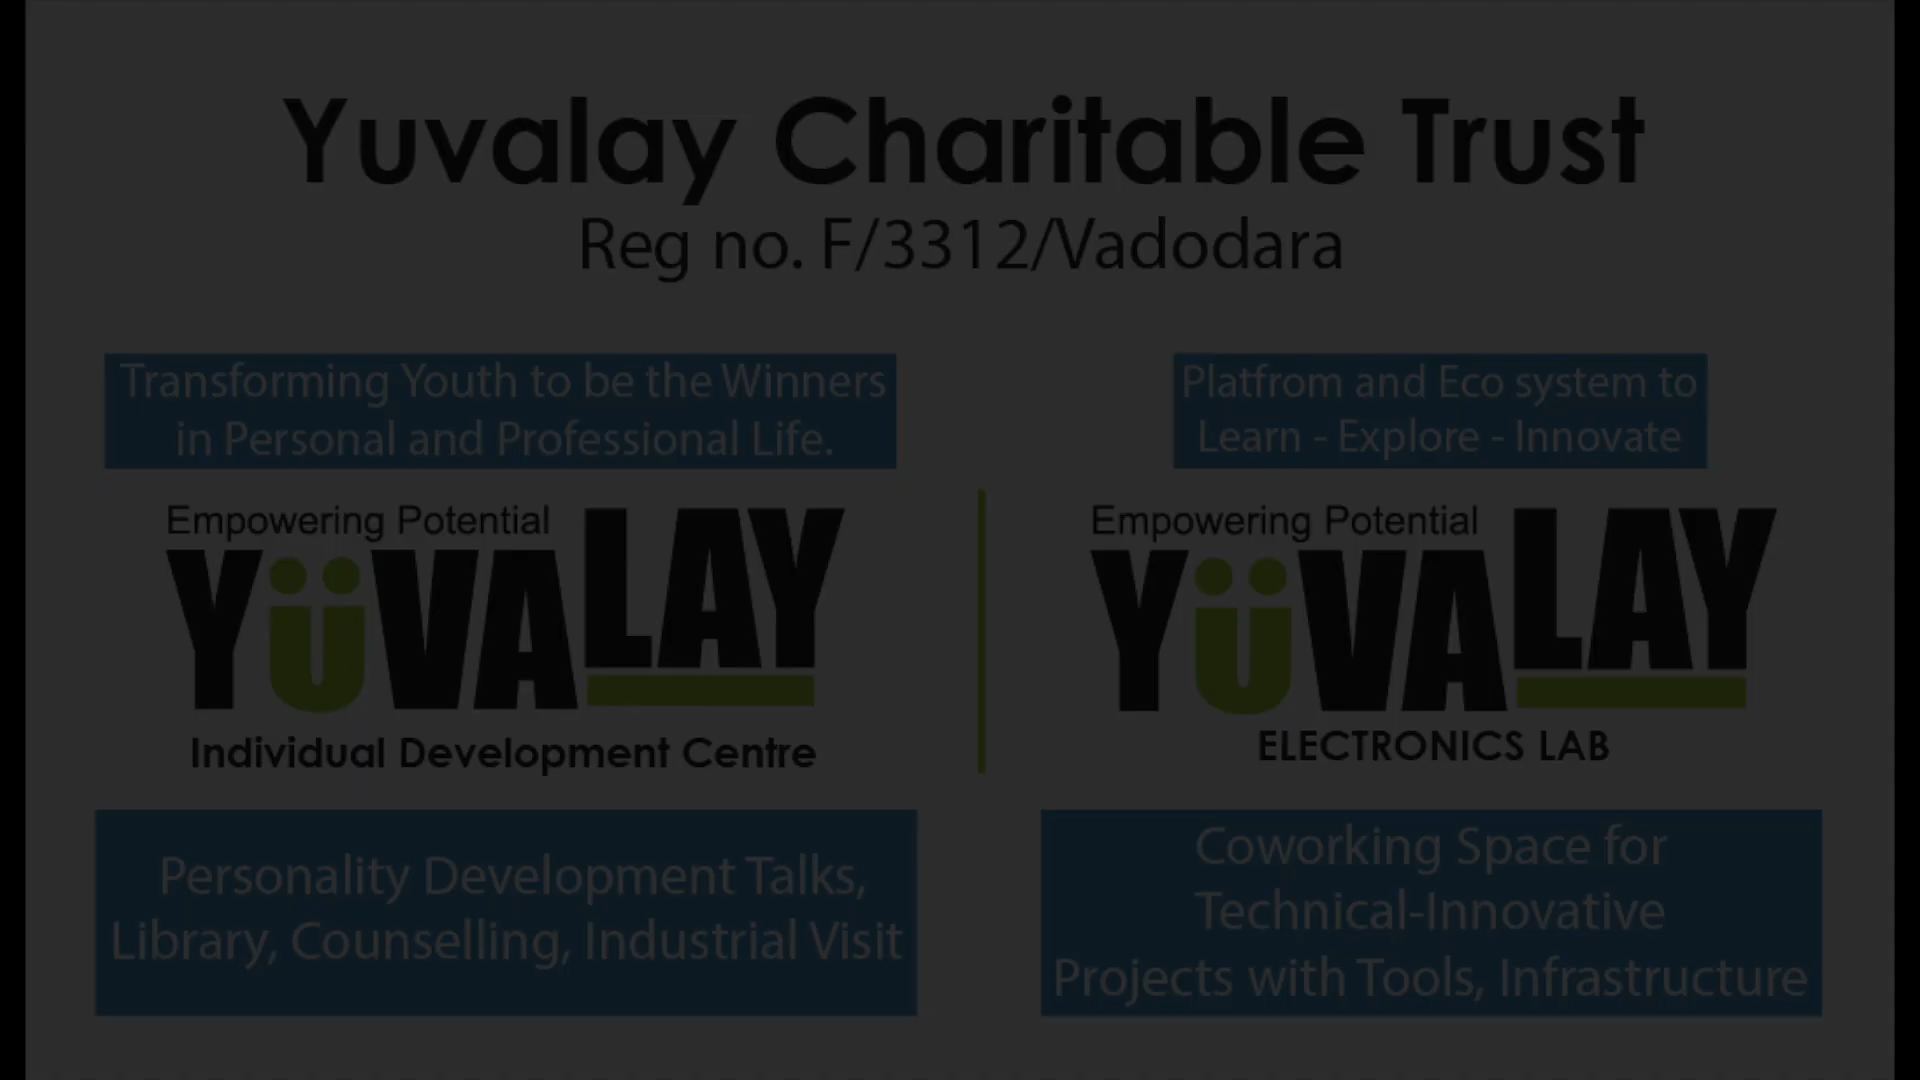 Yuvalay Charitable Trust
Reg no. F/3312/Vadodara
Transforming Youth to be the Winners
in Personal and Professional Life.
Empowering Potential
YüVALAY
Individual Development Centre
Personality Development Talks,
Library, Counselling, Industrial Visit
Platfrom and Eco system to
Learn - Explore - Innovate
Empowering Potential
YüVALAY
ELECTRONICS LAB
Coworking Space for
Technical-Innovative
Projects with Tools, Infrastructure